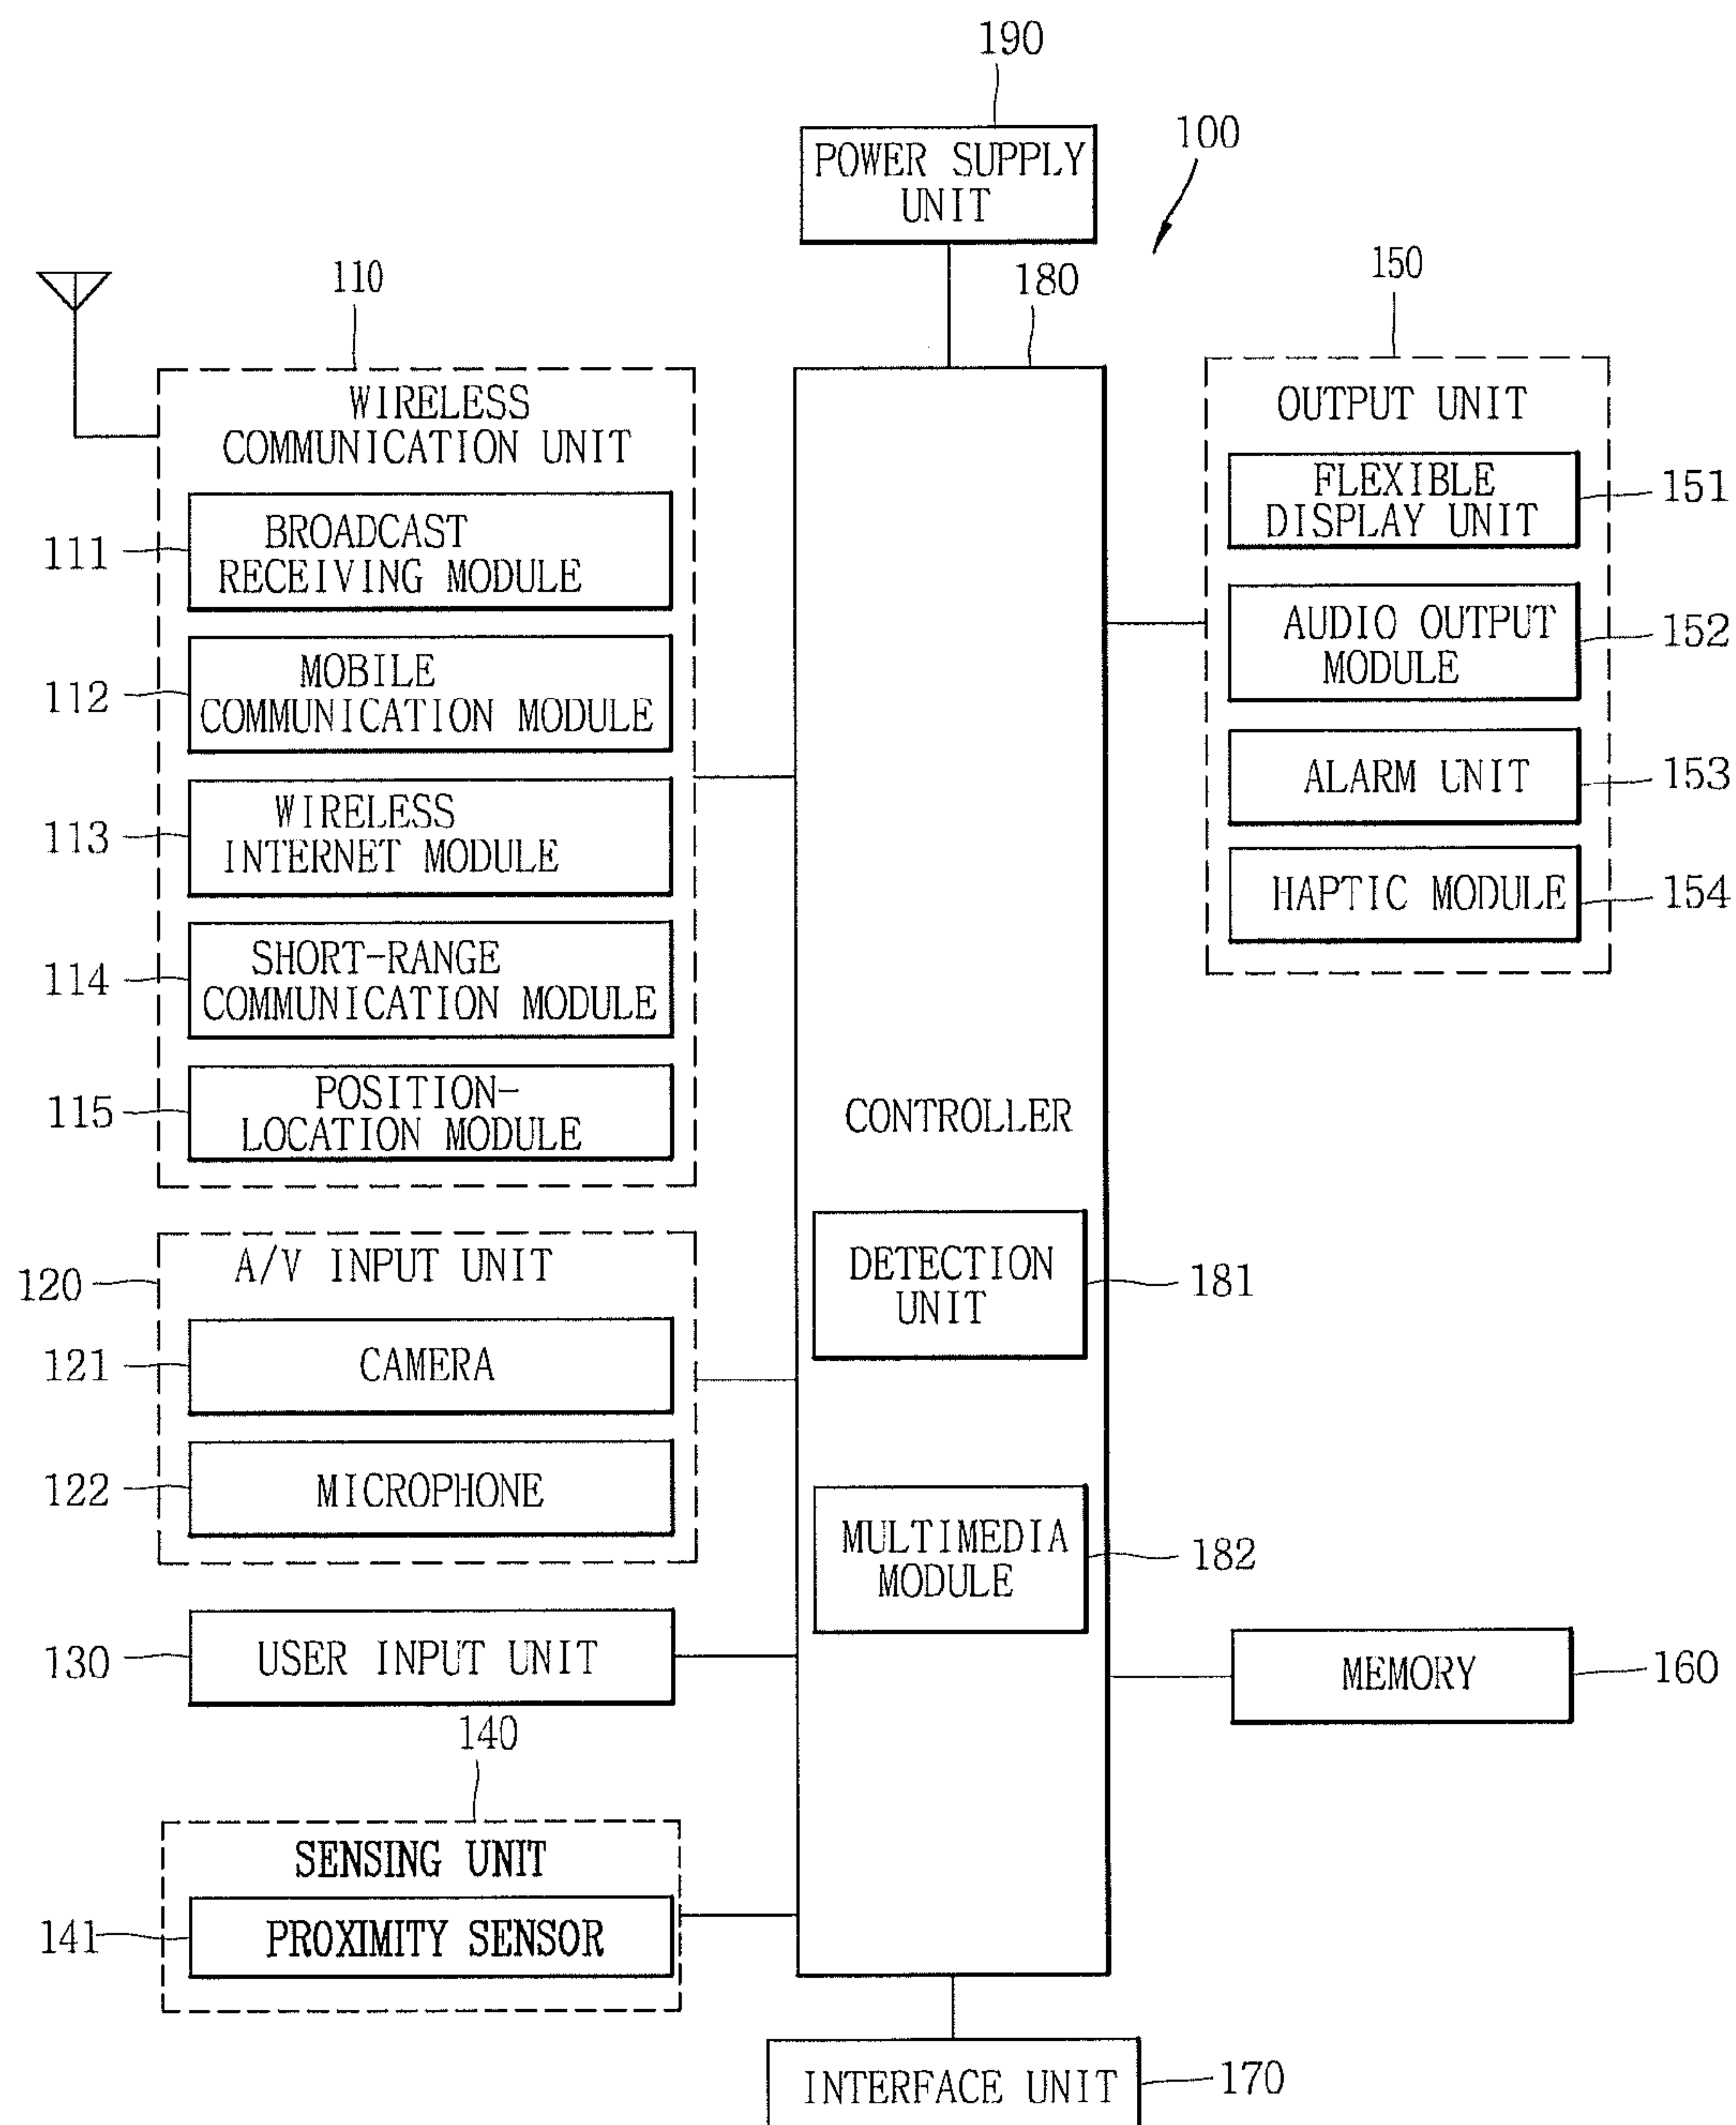 190
POWER SUPPLY
UNIT
100
180
110
WIRELESS
COMMUNICATION UNIT
111
BROADCAST
RECEIVING MODULE
112
MOBILE
COMMUNICATION MODULE
113
WIRELESS
INTERNET MODULE
114
SHORT-RANGE
COMMUNICATION MODULE
115
POSITION-
LOCATION MODULE
120
A/V INPUT UNIT
121
CAMERA
122
MICROPHONE
130
USER INPUT UNIT
140
SENSING UNIT
141
PROXIMITY SENSOR
CONTROLLER
DETECTION
UNIT
181
MULTIMEDIA
MODULE
182
150
OUTPUT UNIT
FLEXIBLE
DISPLAY UNIT
151
AUDIO OUTPUT
MODULE
152
ALARM UNIT
153
HAPTIC MODULE
154
MEMORY
160
INTERFACE UNIT
170